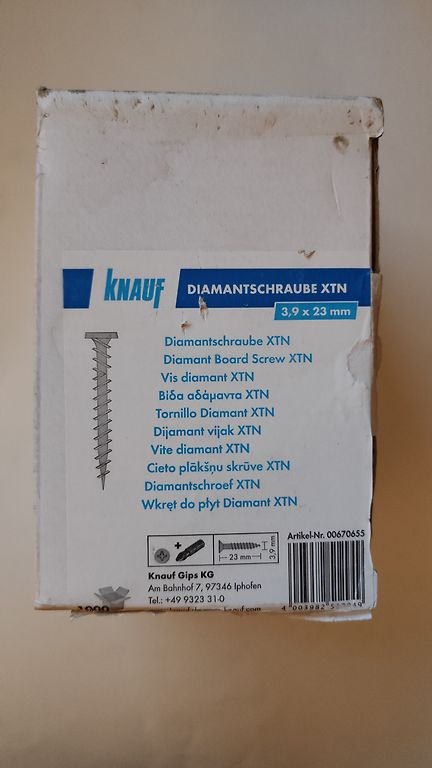 KNAUF
DIAMANTSCHRAUBE XTN
3,9 x 23 mm
Diamantschraube XTN
Diamant Board Screw XTN
Vis diamant XTN
Βίδα αδάμαντα XTN
Tornillo Diamant XTN
Dijamant vijak XTN
Vite diamant XTN
Cieto plākšņu skrūve XTN
Diamantschroef XTN
Wkręt do płyt Diamant XTN
+
23 mm
3,9 mm
Artikel-Nr. 00670655
Knauf Gips KG
Am Bahnhof 7, 97346 Iphofen
Tel.: +49 9323 31-0
4 003982